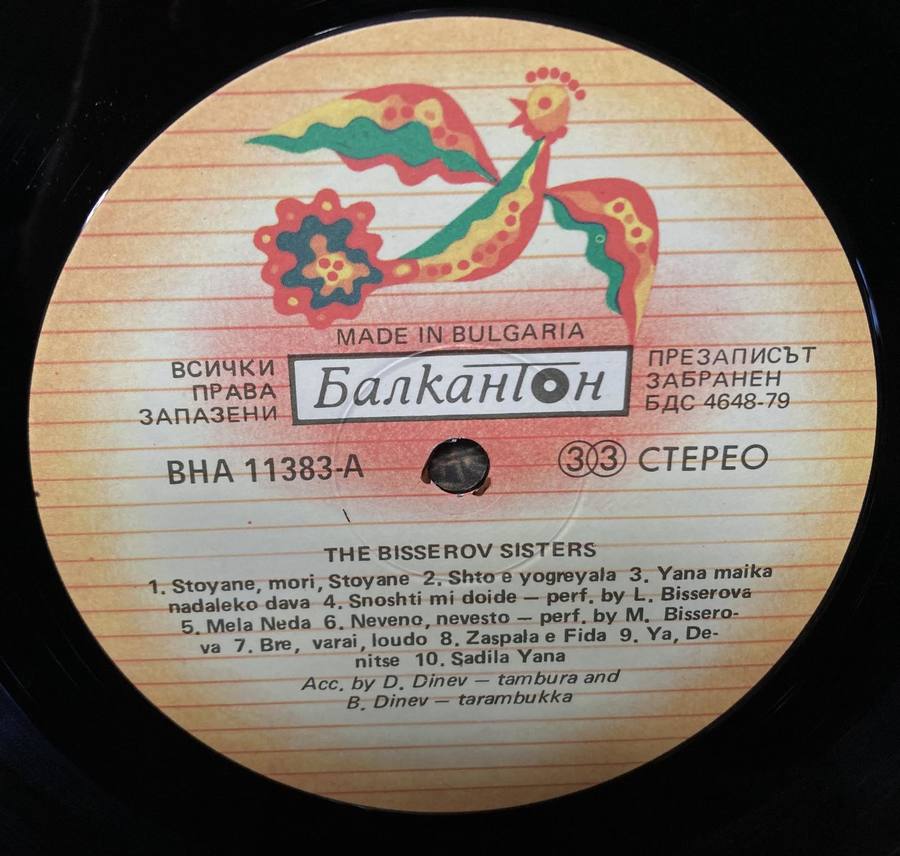 MADE IN BULGARIA
ВСИЧКИ
ПРАВА
ЗАПАЗЕНИ
Балкантон
ПРЕЗАПИСЪТ
ЗАБРАНЕН
БДС 4648-79
ВНА 11383-А
33 СТЕРЕО
THE BISSEROV SISTERS
1. Stoyane, mori, Stoyane 2. Shto e yogreyala 3. Yana maika
nadaleko dava 4. Snoshti mi doide — perf. by L. Bisserova
5. Mela Neda 6. Neveno, nevesto — perf. by M. Bissero-
va 7. Bre, varai, loudo 8. Zaspala e Fida 9. Ya, De-
nitse 10. Sadila Yana
Acc. by D. Dinev — tambura and
B. Dinev — tarambukka